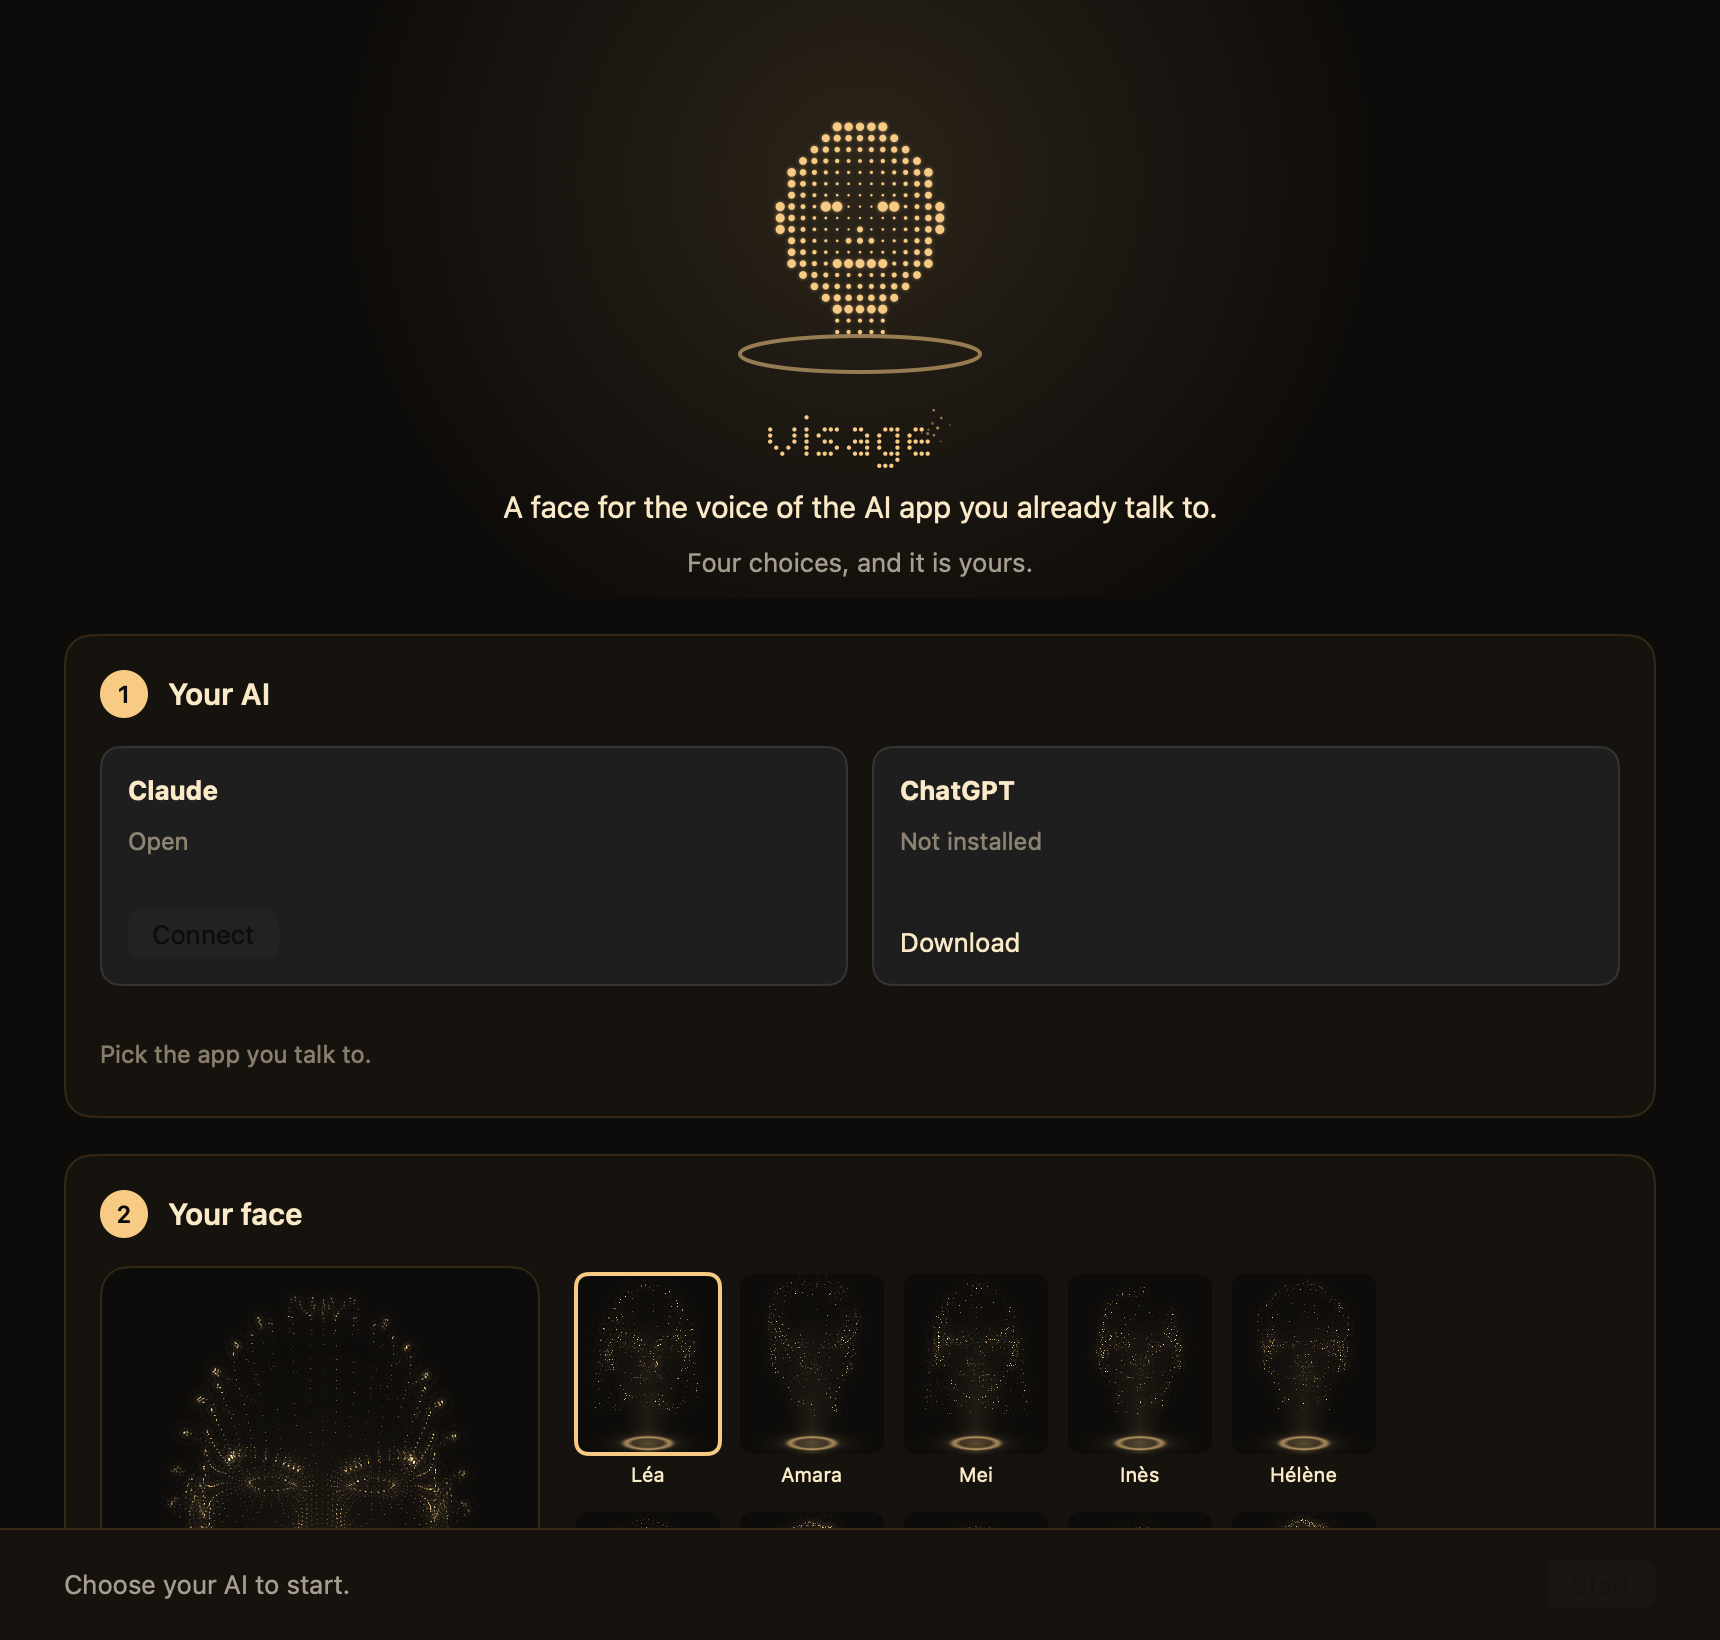 visage
A face for the voice of the AI app you already talk to.
Four choices, and it is yours.
1 Your AI
Claude
Open
Connect
ChatGPT
Not installed
Download
Pick the app you talk to.
2 Your face
Léa
Amara
Mei
Inès
Hélène
Choose your AI to start.
Start